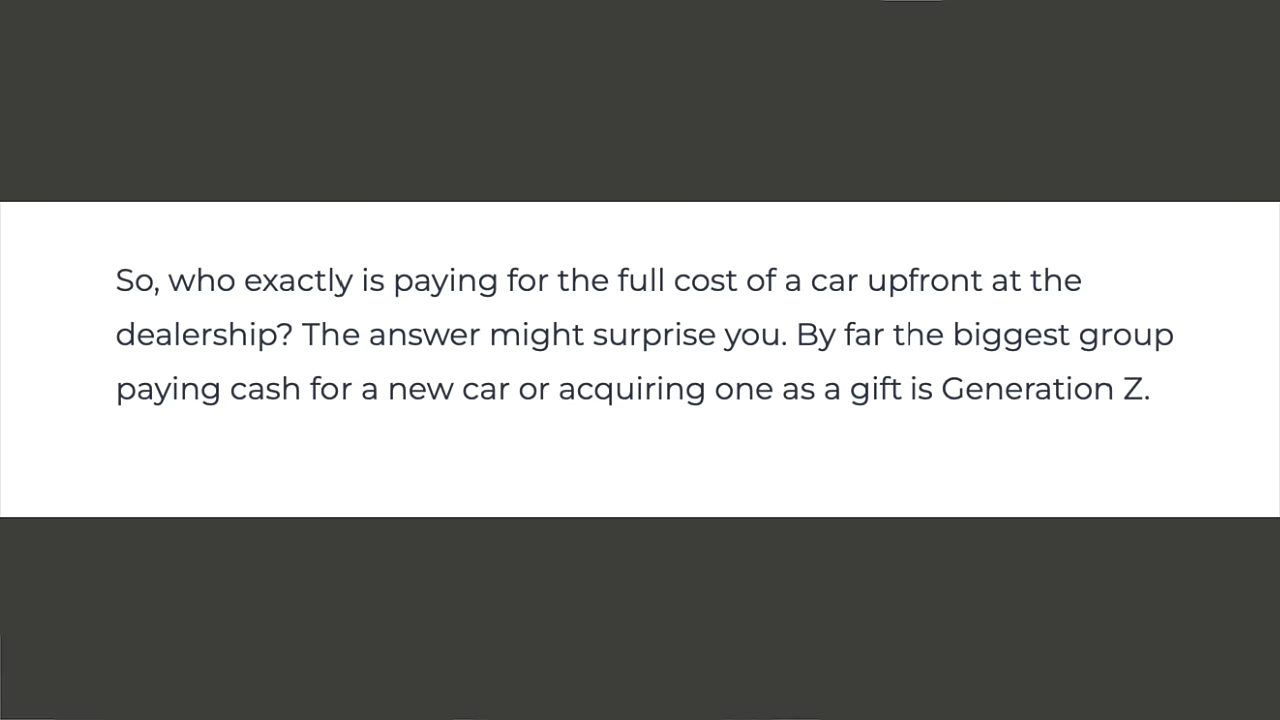 So, who exactly is paying for the full cost of a car upfront at the
dealership? The answer might surprise you. By far the biggest group
paying cash for a new car or acquiring one as a gift is Generation Z.